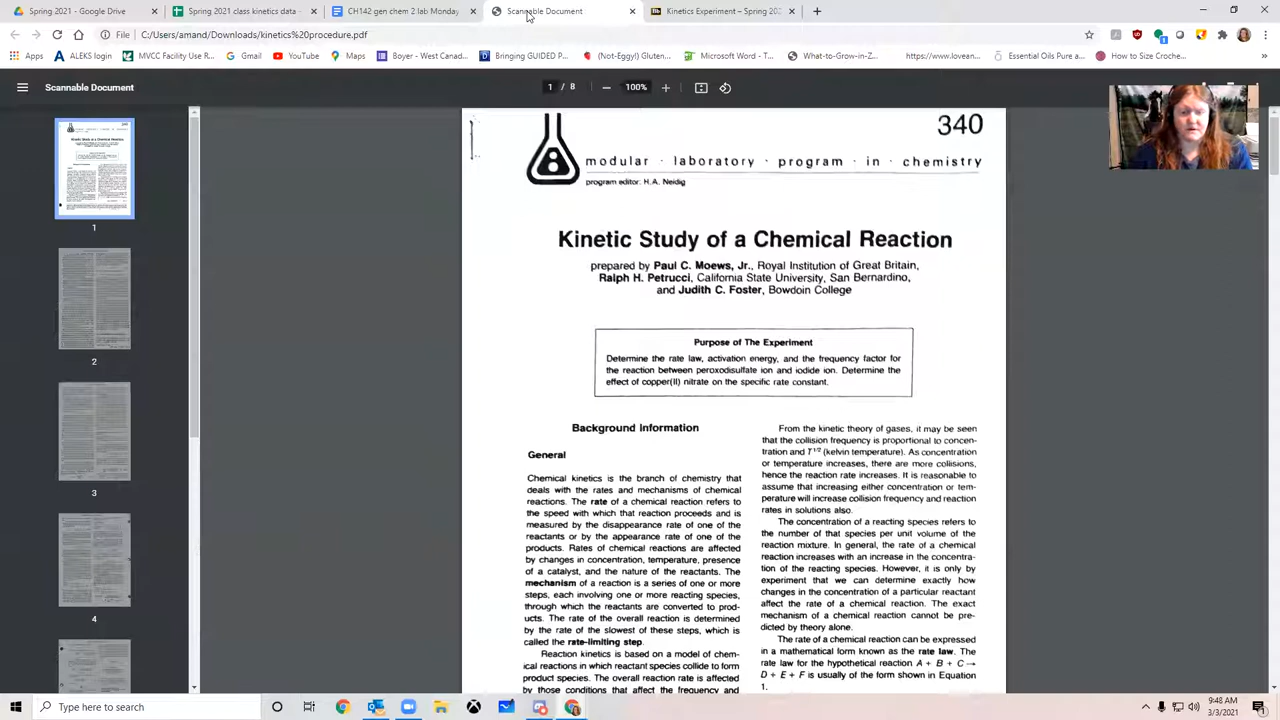 Spring 2021 - Google Drive
Spring 2021 class kinetics data -
CH142 gen chem 2 lab Monday
Scannable Document
Kinetics Experiment – Spring 202
File
C:/Users/amand/Downloads/kinetics%20procedure.pdf
Apps
ALEKS login
MVCC Facility Use R...
Gmail
YouTube
Maps
Boyer - West Canad...
Bringing GUIDED P...
(Not-Eggy!) Gluten...
Microsoft Word - T...
What-to-Grow-in-Z...
https://www.lovean...
Essential Oils Pure a...
How to Size Croche...
Scannable Document
1 / 8
100%
340
modular · laboratory · program · in · chemistry
program editor: H.A. Neidig
Kinetic Study of a Chemical Reaction
prepared by Paul C. Moews, Jr., Royal Institution of Great Britain,
Ralph H. Petrucci, California State University, San Bernardino,
and Judith C. Foster, Bowdoin College
Purpose of The Experiment
Determine the rate law, activation energy, and the frequency factor for
the reaction between peroxodisulfate ion and iodide ion. Determine the
effect of copper(II) nitrate on the specific rate constant.
Background Information
General
Chemical kinetics is the branch of chemistry that
deals with the rates and mechanisms of chemical
reactions. The rate of a chemical reaction refers to
the speed with which that reaction proceeds and is
measured by the disappearance rate of one of the
reactants or by the appearance rate of one of the
products. Rates of chemical reactions are affected
by changes in concentration, temperature, presence
of a catalyst, and the nature of the reactants. The
mechanism of a reaction is a series of one or more
steps, each involving one or more reacting species,
through which the reactants are converted to prod-
ucts. The rate of the overall reaction is determined
by the rate of the slowest of these steps, which is
called the rate-limiting step.
Reaction kinetics is based on a model of chem-
ical reactions in which reactant species collide to form
product species. The overall reaction rate is affected
by those conditions that affect the frequency and
From the kinetic theory of gases, it may be seen
that the collision frequency is proportional to concen-
tration and T1/2 (kelvin temperature). As concentration
or temperature increases, there are more collisions,
hence the reaction rate increases. It is reasonable to
assume that increasing either concentration or tem-
perature will increase collision frequency and reaction
rates in solutions also.
The concentration of a reacting species refers to
the number of that species per unit volume of the
reaction mixture. In general, the rate of a chemical
reaction increases with an increase in the concentra-
tion of the reacting species. However, it is only by
experiment that we can determine exactly how
changes in the concentration of a particular reactant
affect the rate of a chemical reaction. The exact
mechanism of a chemical reaction cannot be pre-
dicted by theory alone.
The rate of a chemical reaction can be expressed
in a mathematical form known as the rate law. The
rate law for the hypothetical reaction A + B + C →
D + E + F is usually of the form shown in Equation
1.
1
2
3
4
Type here to search
9:48 AM
3/3/2021